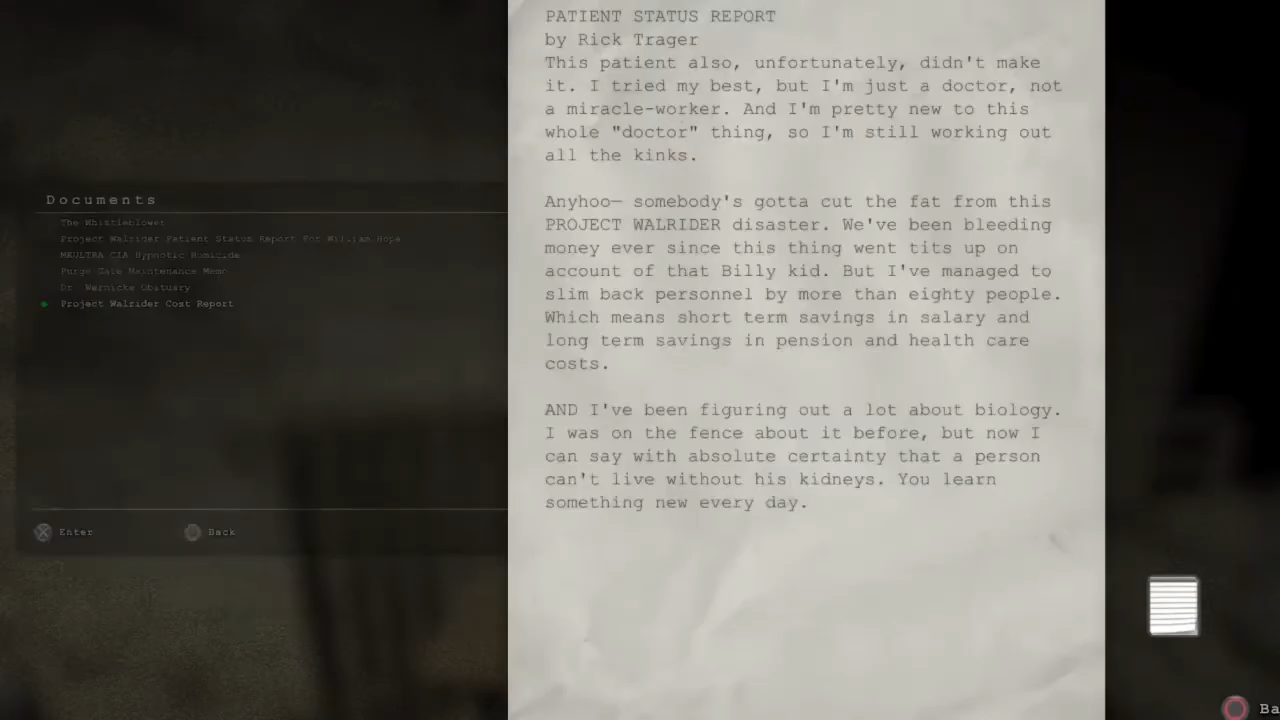 PATIENT STATUS REPORT
by Rick Trager
This patient also, unfortunately, didn't make
it. I tried my best, but I'm just a doctor, not
a miracle-worker. And I'm pretty new to this
whole "doctor" thing, so I'm still working out
all the kinks.
Anyhoo— somebody's gotta cut the fat from this
PROJECT WALRIDER disaster. We've been bleeding
money ever since this thing went tits up on
account of that Billy kid. But I've managed to
slim back personnel by more than eighty people.
Which means short term savings in salary and
long term savings in pension and health care
costs.
AND I've been figuring out a lot about biology.
I was on the fence about it before, but now I
can say with absolute certainty that a person
can't live without his kidneys. You learn
something new every day.
Documents
The Whistleblower
Project Walrider Patient Status Report For William Hope
MKULTRA CIA Hypnotic Homicide
Purge Gate Maintenance Memo
Dr. Wernicke Obituary
Project Walrider Cost Report
Enter
Back
Ba